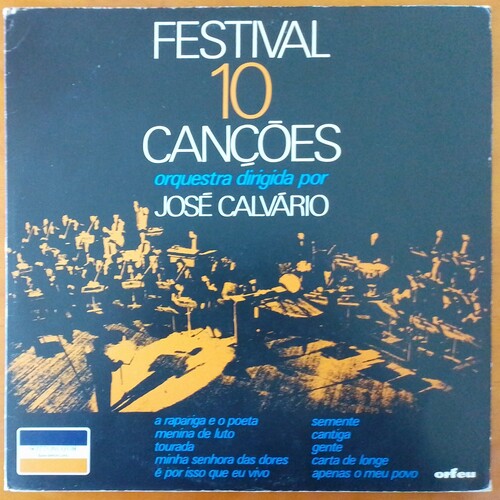 FESTIVAL
10
CANÇÕES
orquestra dirigida por
JOSÉ CALVÁRIO
a rapariga e o poeta
menina de luto
tourada
minha senhora das dores
é por isso que eu vivo
semente
cantiga
gente
carta de longe
apenas o meu povo
orfeu